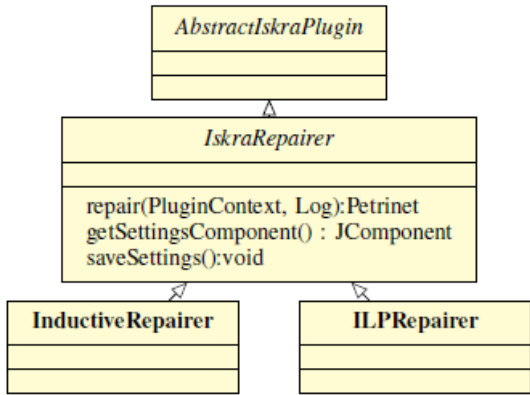 AbstractIskraPlugin
IskraRepairer
repair(PluginContext, Log):Petrinet
getSettingsComponent() : JComponent
saveSettings():void
InductiveRepairer
ILPRepairer